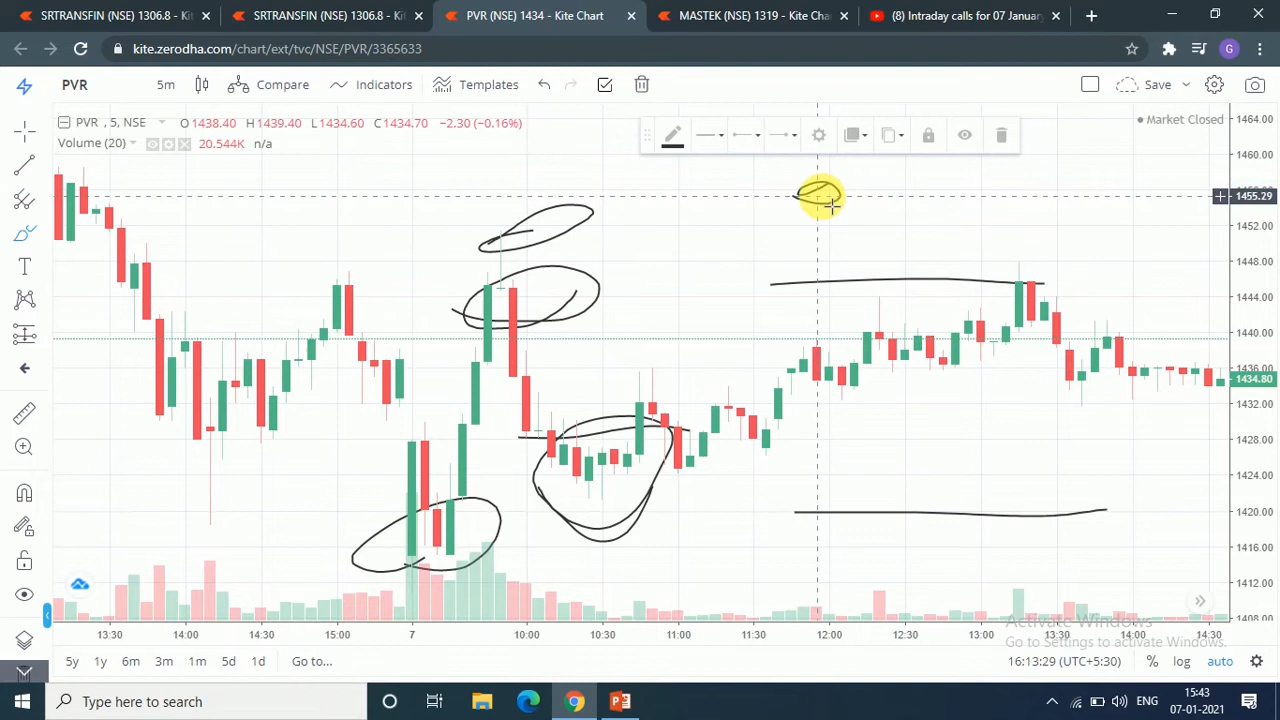 SRTRANSFIN (NSE) 1306.8 - Kit
SRTRANSFIN (NSE) 1306.8 - Kit
PVR (NSE) 1434 - Kite Chart
MASTEK (NSE) 1319 - Kite Cha
(8) Intraday calls for 07 January
kite.zerodha.com/chart/ext/tvc/NSE/PVR/3365633
G
PVR
5m
Compare
Indicators
Templates
Save
PVR , 5, NSE
O1438.40 H1439.40 L1434.60 C1434.70 −2.30 (−0.16%)
Market Closed
Volume (20)
20.544K n/a
1464.00
1460.00
1455.29
1452.00
1448.00
1444.00
1440.00
1436.00
1434.80
1432.00
1428.00
1424.00
1420.00
1416.00
1412.00
1408.00
13:30
14:00
14:30
15:00
7
10:00
10:30
11:00
11:30
12:00
12:30
13:00
13:30
14:00
14:30
Activate Windows
Go to Settings to activate Windows.
5y
1y
6m
3m
1m
5d
1d
Go to...
16:13:29 (UTC+5:30)
%
log
auto
Type here to search
ENG
15:43
07-01-2021